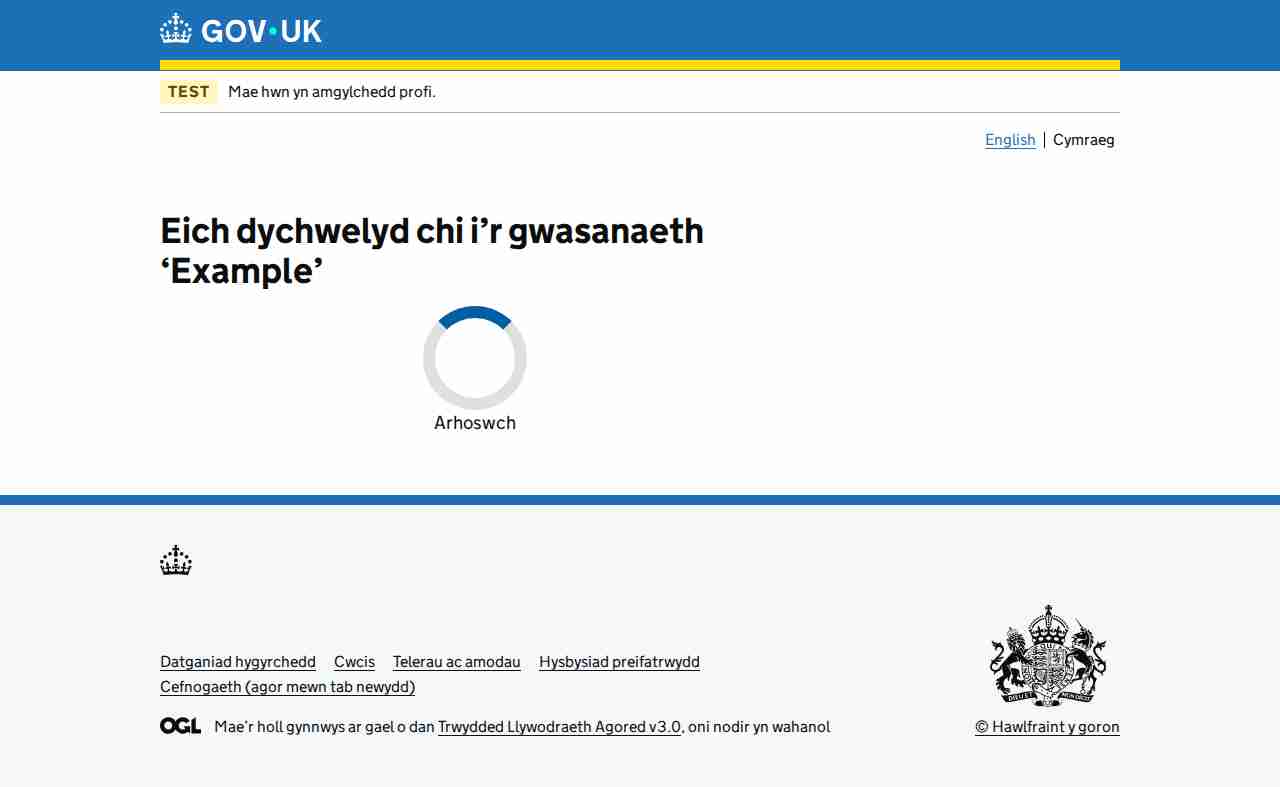 GOV·UK
TEST Mae hwn yn amgylchedd profi.
English Cymraeg
Eich dychwelyd chi i’r gwasanaeth
‘Example’
Arhoswch
Datganiad hygyrchedd Cwcis Telerau ac amodau Hysbysiad preifatrwydd
Cefnogaeth (agor mewn tab newydd)
OGL Mae’r holl gynnwys ar gael o dan Trwydded Llywodraeth Agored v3.0, oni nodir yn wahanol
© Hawlfraint y goron